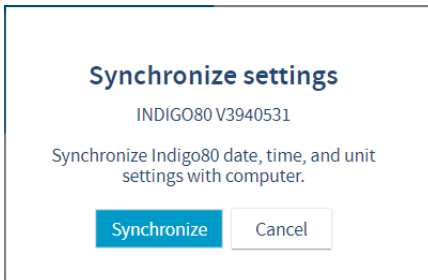 Synchronize settings
INDIGO80 V3940531
Synchronize Indigo80 date, time, and unit
settings with computer.
Synchronize
Cancel